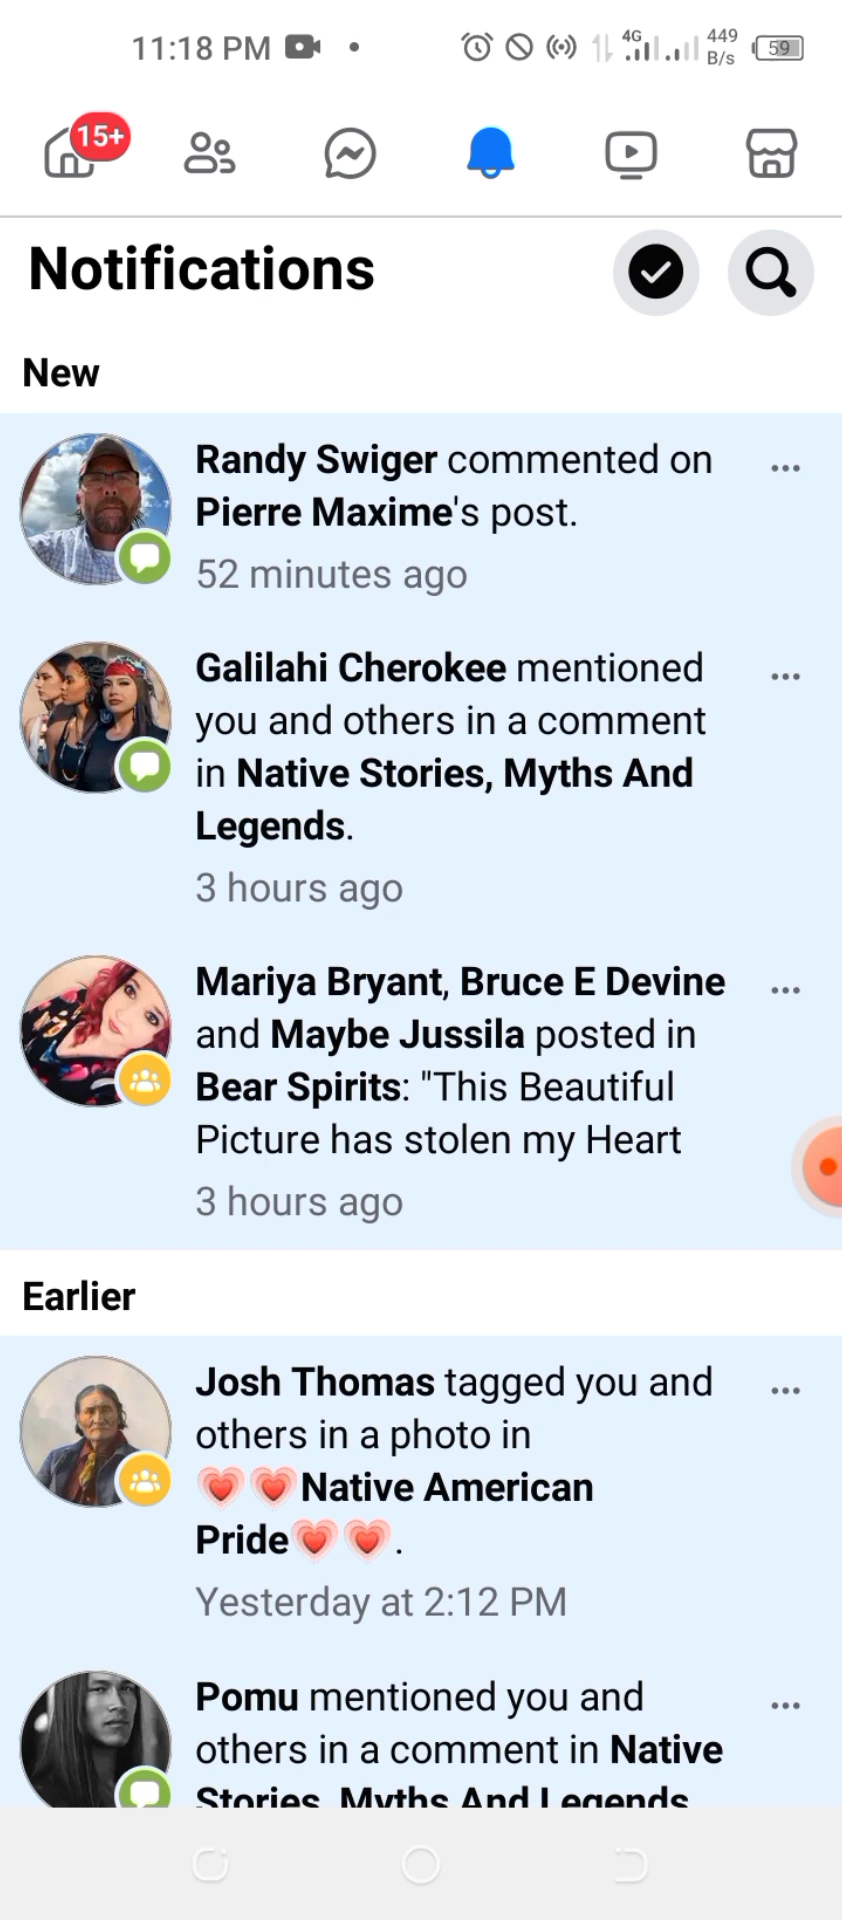 11:18 PM
4G
449
B/s
59
15+
Notifications
New
Randy Swiger commented on
Pierre Maxime's post.
52 minutes ago
Galilahi Cherokee mentioned
you and others in a comment
in Native Stories, Myths And
Legends.
3 hours ago
Mariya Bryant, Bruce E Devine
and Maybe Jussila posted in
Bear Spirits: "This Beautiful
Picture has stolen my Heart
3 hours ago
Earlier
Josh Thomas tagged you and
others in a photo in
💗💗Native American
Pride💗💗.
Yesterday at 2:12 PM
Pomu mentioned you and
others in a comment in Native
Stories, Myths And Legends